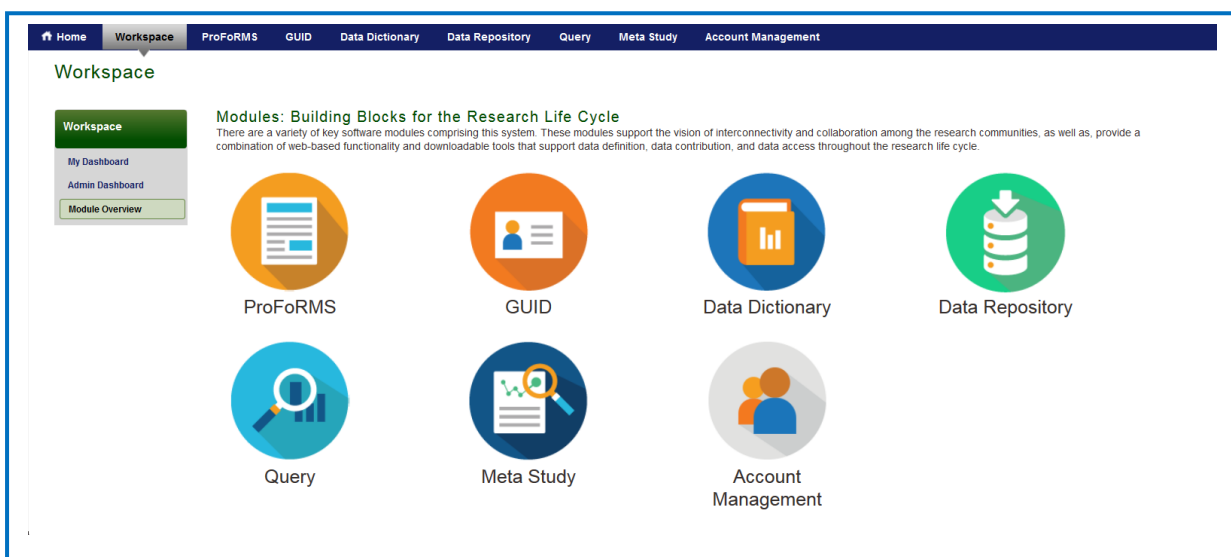 Home Workspace ProFoRMS GUID Data Dictionary Data Repository Query Meta Study Account Management
Workspace
Workspace
My Dashboard
Admin Dashboard
Module Overview
Modules: Building Blocks for the Research Life Cycle
There are a variety of key software modules comprising this system. These modules support the vision of interconnectivity and collaboration among the research communities, as well as, provide a
combination of web-based functionality and downloadable tools that support data definition, data contribution, and data access throughout the research life cycle.
ProFoRMS GUID Data Dictionary Data Repository
Query Meta Study Account
Management